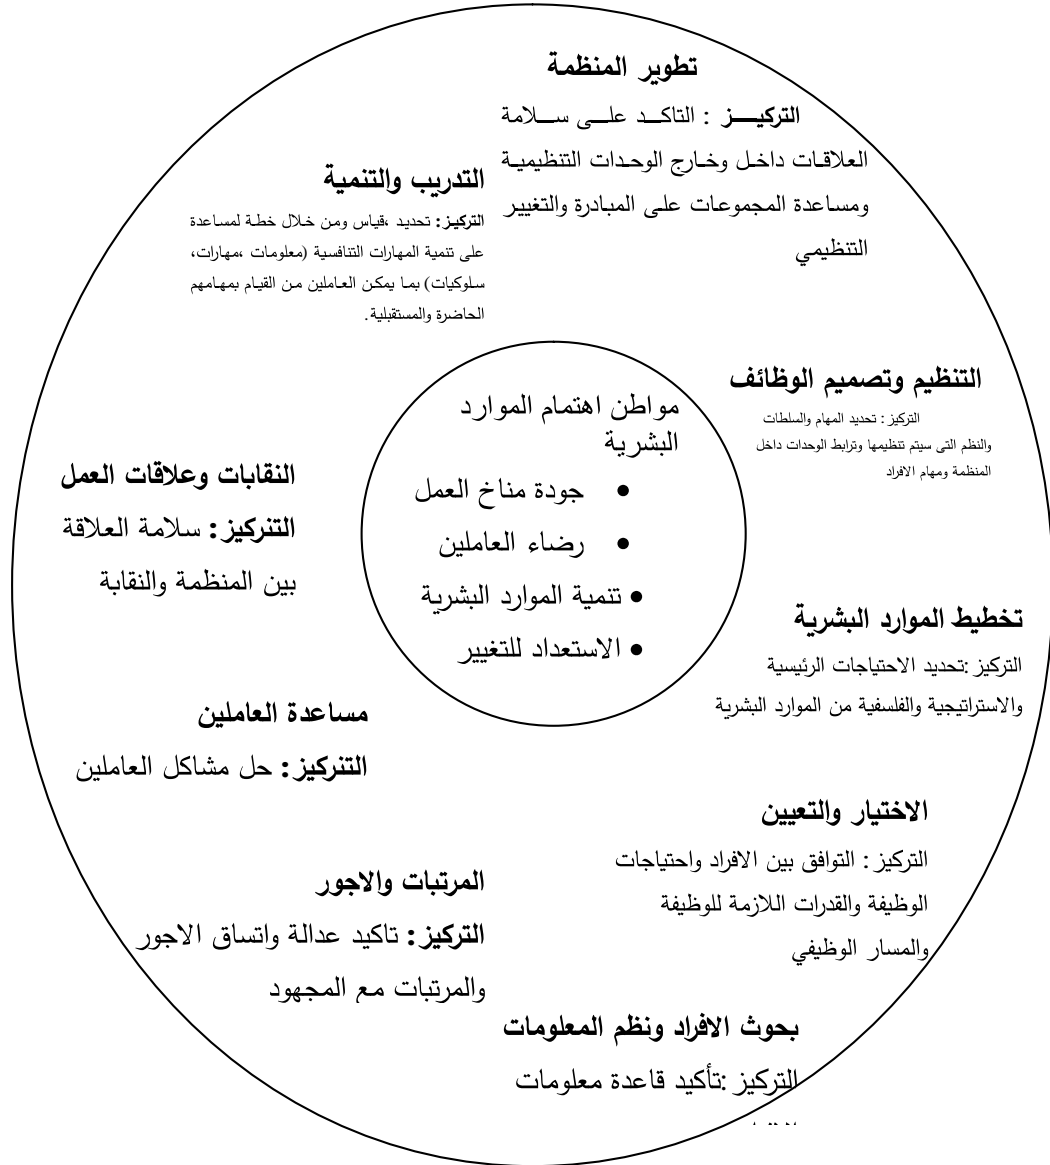 تطوير المنظمة
التركيـــز : التاكـد علـى سـلامة
العلاقات داخل وخارج الوحدات التنظيمية
ومساعدة المجموعات على المبادرة والتغيير
التنظيمي
التدريب والتنمية
التركيز: تحديد ،قياس ومن خلال خطة لمساعدة
على تنمية المهارات التنافسية (معلومات ،مهارات،
سلوكيات) بما يمكن العاملين من القيام بمهامهم
الحاضرة والمستقبلية.
التنظيم وتصميم الوظائف
التركيز : تحديد المهام والسلطات
والنظم التى سيتم تنظيمها وترابط الوحدات داخل
المنظمة ومهام الافراد
مواطن اهتمام الموارد
البشرية
• جودة مناخ العمل
• رضاء العاملين
• تنمية الموارد البشرية
• الاستعداد للتغيير
النقابات وعلاقات العمل
التنركيز: سلامة العلاقة
بين المنظمة والنقابة
تخطيط الموارد البشرية
التركيز :تحديد الاحتياجات الرئيسية
والاستراتيجية والفلسفية من الموارد البشرية
مساعدة العاملين
التنركيز: حل مشاكل العاملين
الاختيار والتعيين
التركيز : التوافق بين الافراد واحتياجات
الوظيفة والقدرات اللازمة للوظيفة
والمسار الوظيفي
المرتبات والاجور
التركيز: تاكيد عدالة واتساق الاجور
والمرتبات مع المجهود
بحوث الافراد ونظم المعلومات
التركيز :تأكيد قاعدة معلومات